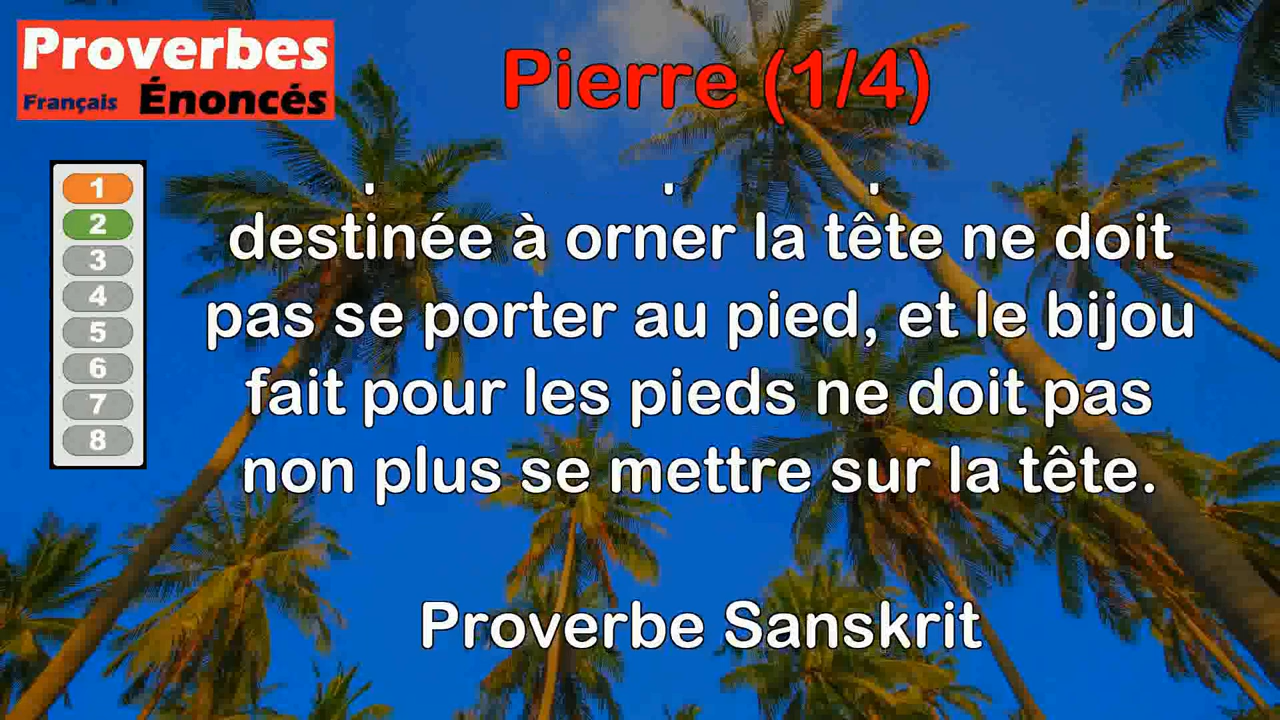 Proverbes
Français Énoncés
Pierre (1/4)
1
2
3
4
5
6
7
8
destinée à orner la tête ne doit
pas se porter au pied, et le bijou
fait pour les pieds ne doit pas
non plus se mettre sur la tête.
Proverbe Sanskrit